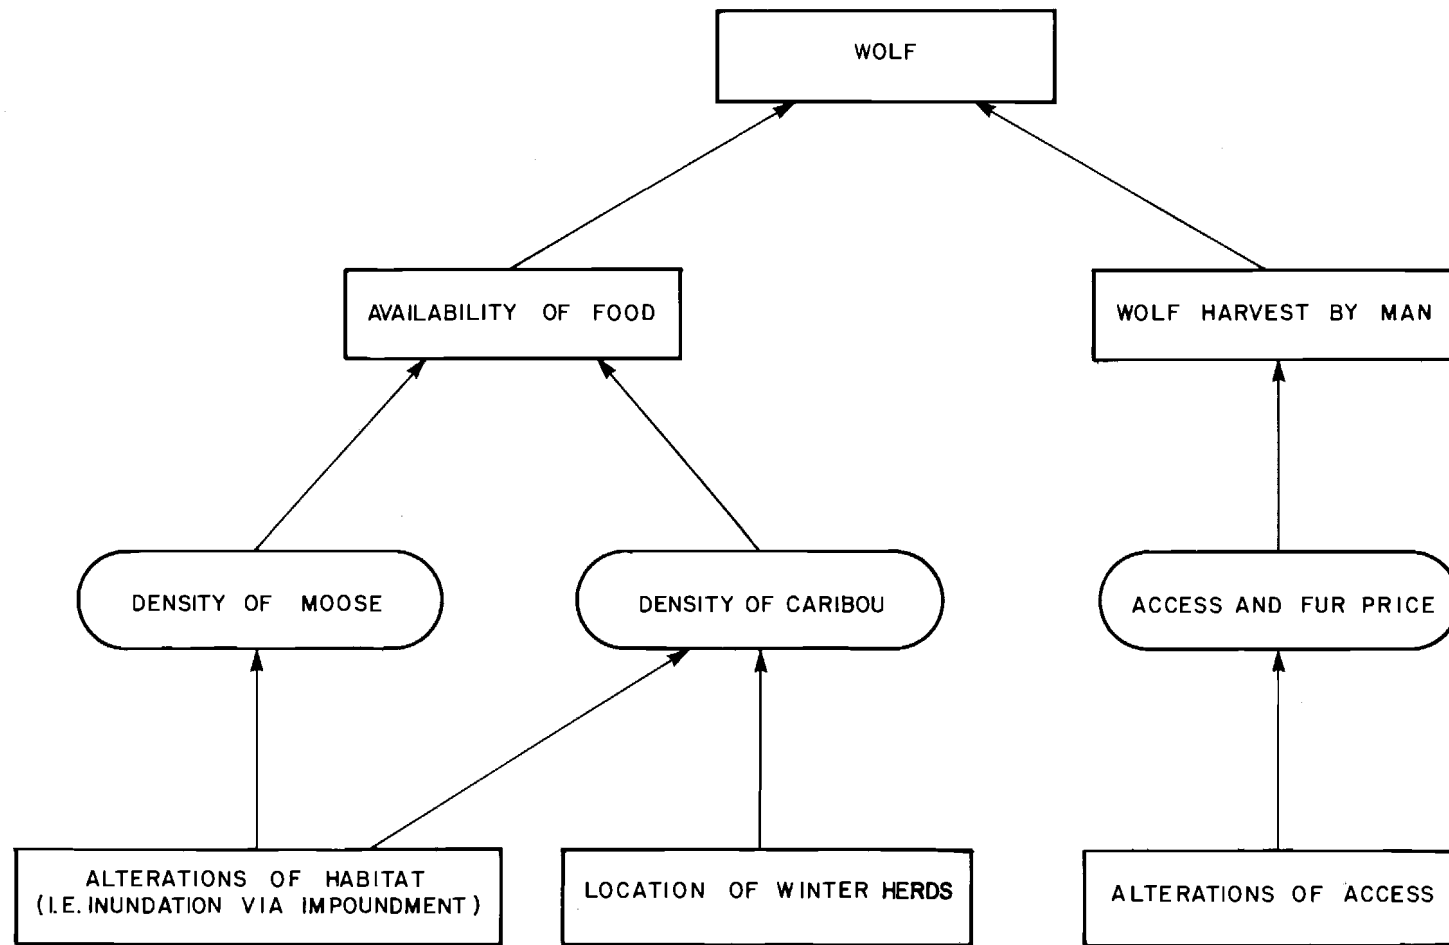 WOLF
AVAILABILITY OF FOOD
WOLF HARVEST BY MAN
DENSITY OF MOOSE
DENSITY OF CARIBOU
ACCESS AND FUR PRICE
ALTERATIONS OF HABITAT
(I.E. INUNDATION VIA IMPOUNDMENT)
LOCATION OF WINTER HERDS
ALTERATIONS OF ACCESS